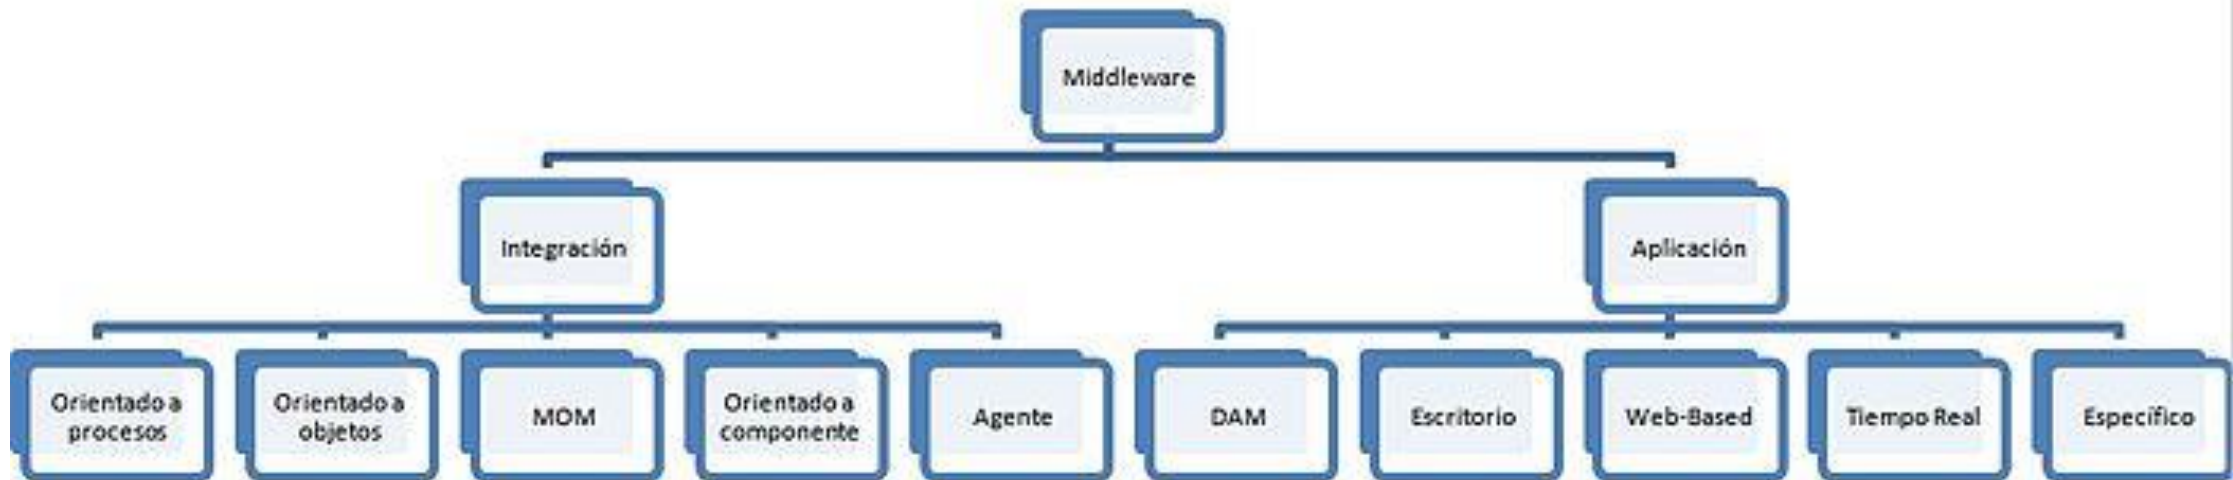 Middleware
Integración
Aplicación
Orientado a
procesos
Orientado a
objetos
MOM
Orientado a
componente
Agente
DAM
Escritorio
Web-Based
Tiempo Real
Específico